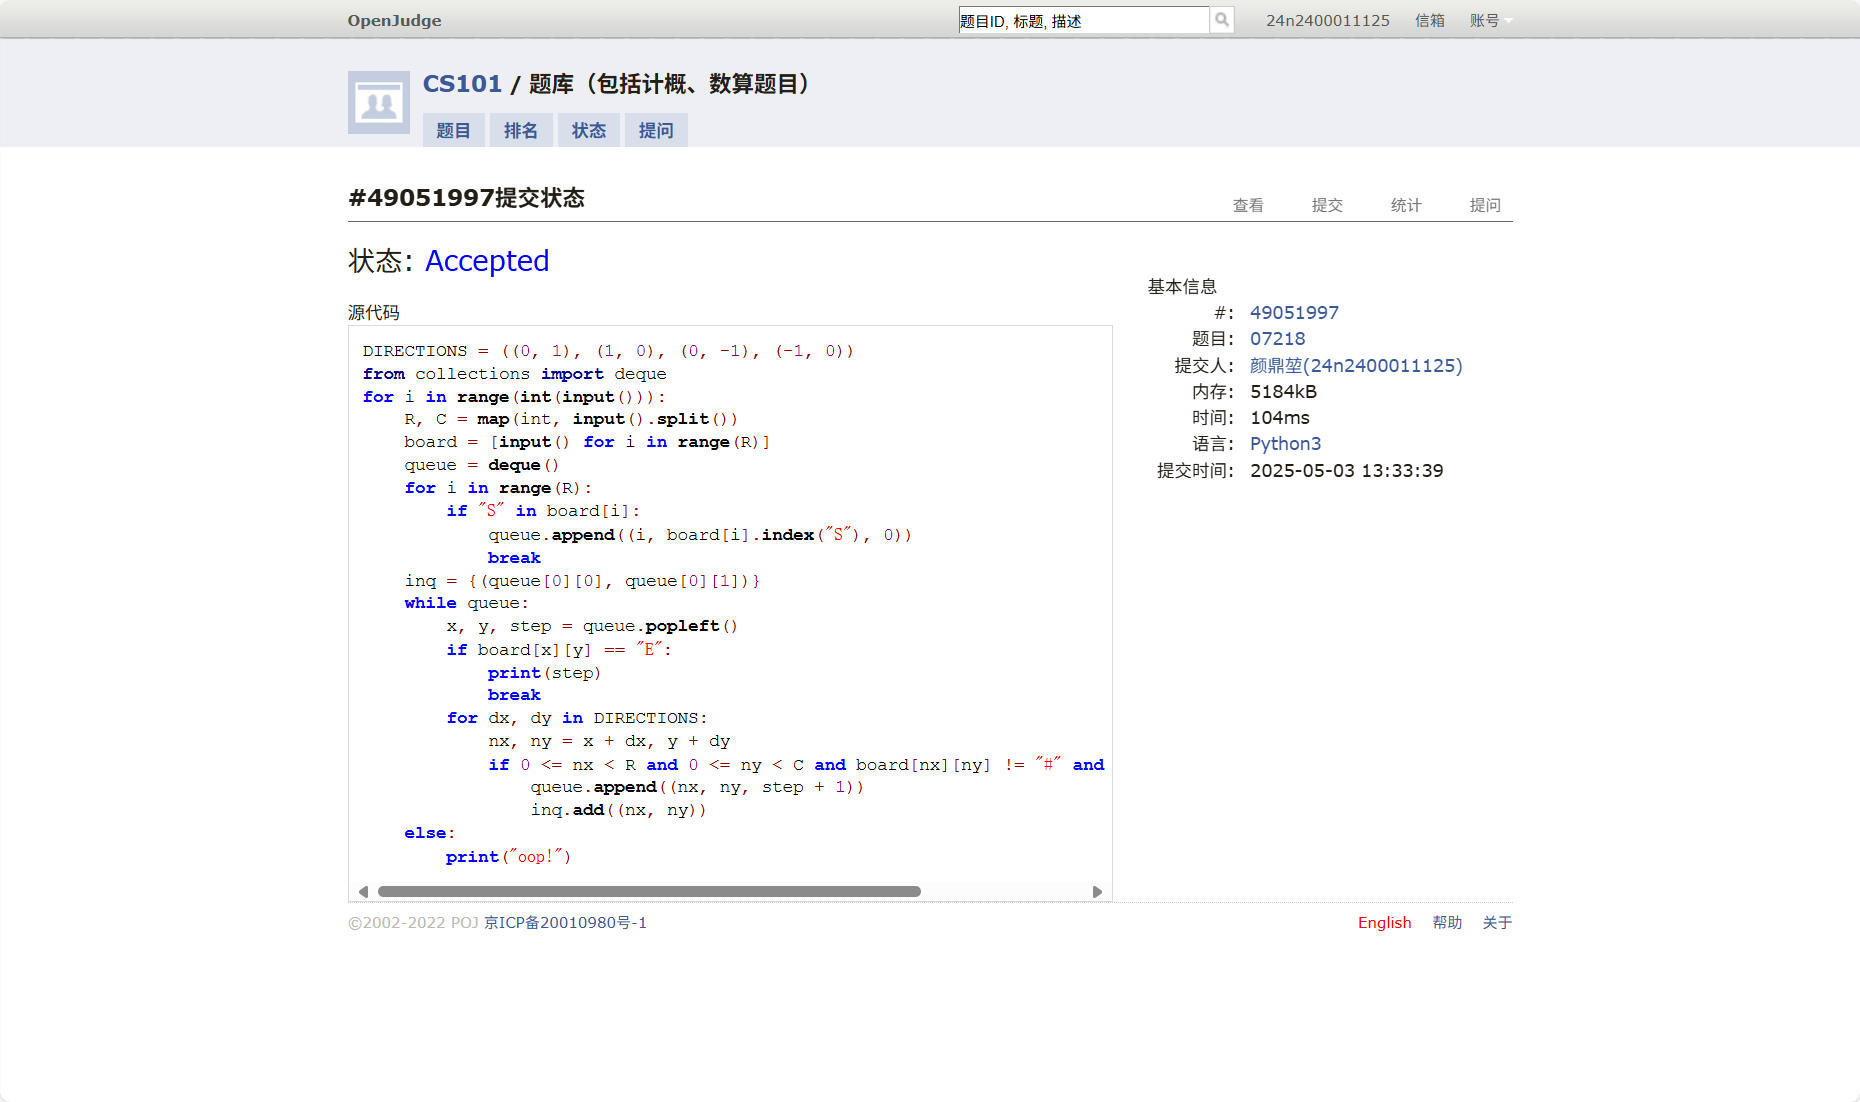 OpenJudge
题目ID, 标题, 描述
24n2400011125 信箱 账号
CS101 / 题库（包括计概、数算题目）
题目 排名 状态 提问
#49051997提交状态
查看 提交 统计 提问
状态: Accepted
源代码
DIRECTIONS = ((0, 1), (1, 0), (0, -1), (-1, 0))
from collections import deque
for i in range(int(input())):
    R, C = map(int, input().split())
    board = [input() for i in range(R)]
    queue = deque()
    for i in range(R):
        if "S" in board[i]:
            queue.append((i, board[i].index("S"), 0))
            break
    inq = {(queue[0][0], queue[0][1])}
    while queue:
        x, y, step = queue.popleft()
        if board[x][y] == "E":
            print(step)
            break
        for dx, dy in DIRECTIONS:
            nx, ny = x + dx, y + dy
            if 0 <= nx < R and 0 <= ny < C and board[nx][ny] != "#" and
                queue.append((nx, ny, step + 1))
                inq.add((nx, ny))
    else:
        print("oop!")
基本信息
#: 49051997
题目: 07218
提交人: 颜鼎堃(24n2400011125)
内存: 5184kB
时间: 104ms
语言: Python3
提交时间: 2025-05-03 13:33:39
©2002-2022 POJ 京ICP备20010980号-1
English 帮助 关于